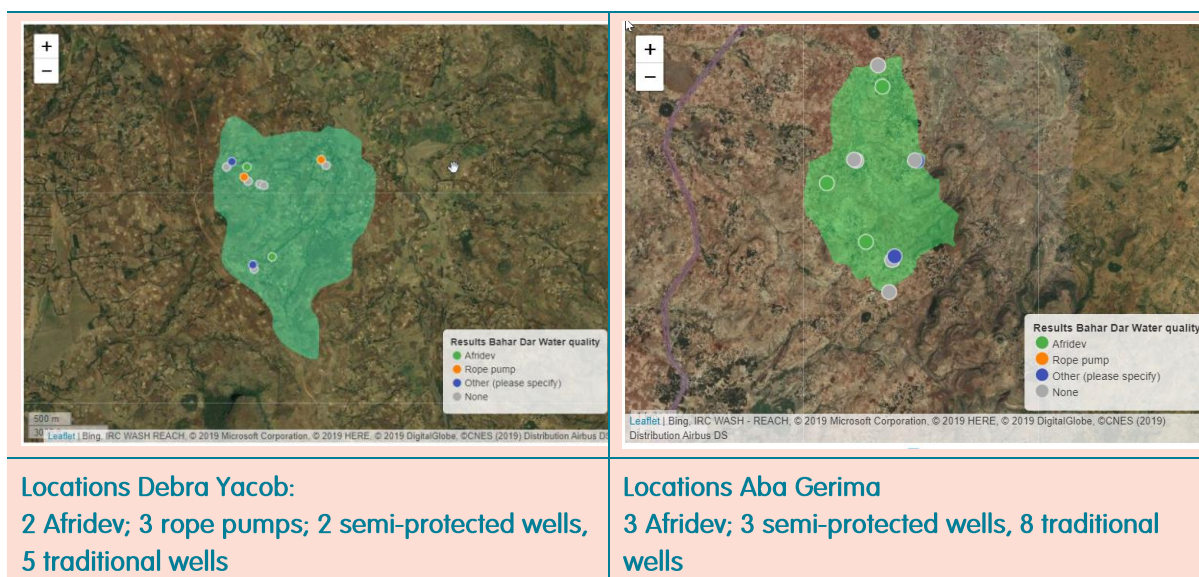 +
−
Results Bahar Dar Water quality
Afridev
Rope pump
Other (please specify)
None
500 m
Leaflet | Bing, IRC WASH REACH, © 2019 Microsoft Corporation, © 2019 HERE, © 2019 DigitalGlobe, ©CNES (2019) Distribution Airbus DS
+
−
Results Bahar Dar Water quality
Afridev
Rope pump
Other (please specify)
None
Leaflet | Bing, IRC WASH - REACH, © 2019 Microsoft Corporation, © 2019 HERE, © 2019 DigitalGlobe, ©CNES (2019)
Distribution Airbus DS
Locations Debra Yacob:
2 Afridev; 3 rope pumps; 2 semi-protected wells,
5 traditional wells
Locations Aba Gerima
3 Afridev; 3 semi-protected wells, 8 traditional
wells